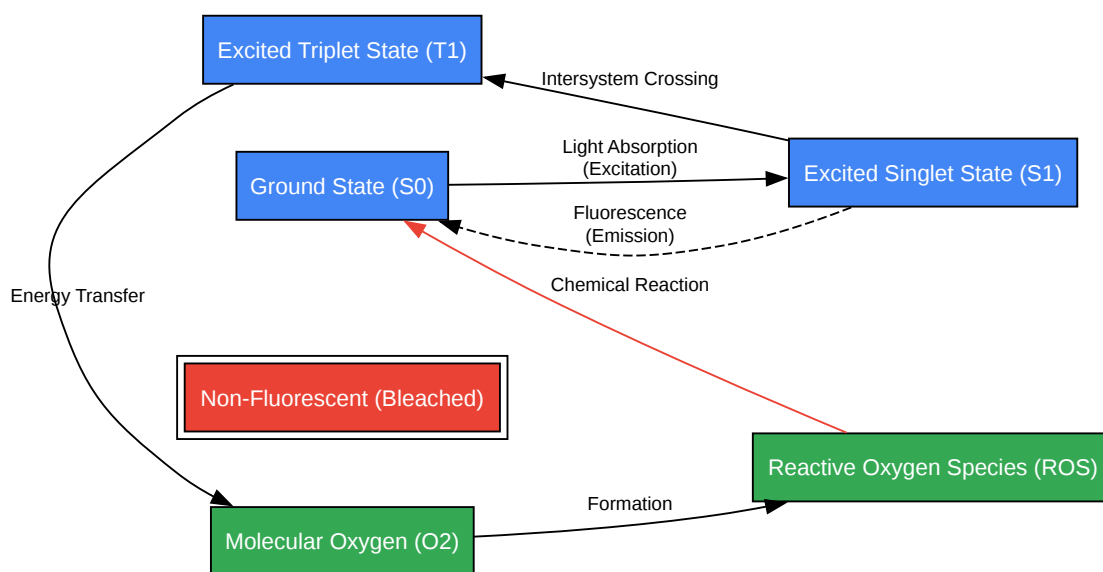 Excited Triplet State (T1)
Intersystem Crossing
Light Absorption
(Excitation)
Ground State (S0)
Excited Singlet State (S1)
Fluorescence
(Emission)
Chemical Reaction
Energy Transfer
Non-Fluorescent (Bleached)
Reactive Oxygen Species (ROS)
Formation
Molecular Oxygen (O2)